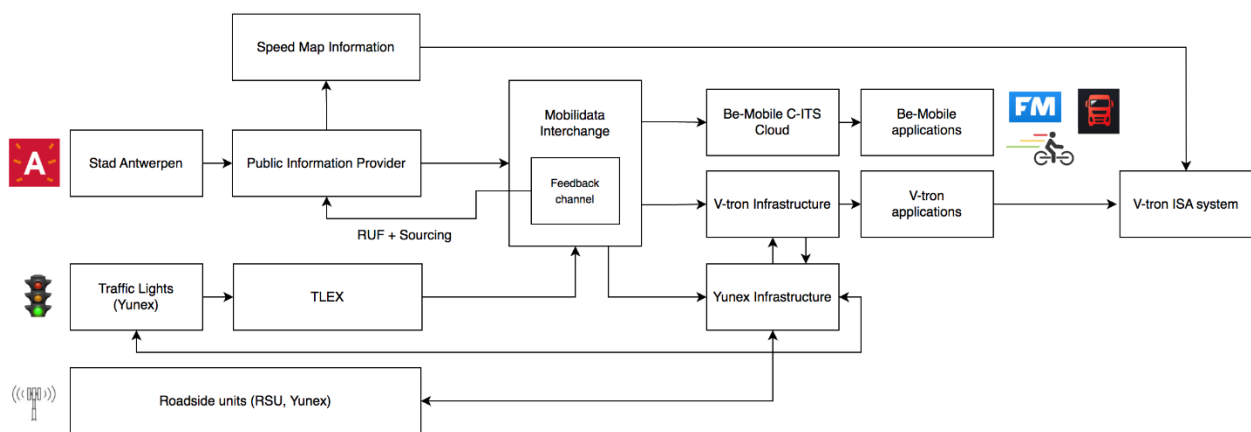 Speed Map Information
Mobilidata
Interchange
Be-Mobile C-ITS
Cloud
Be-Mobile
applications
FM
A
Stad Antwerpen
Public Information Provider
Feedback
channel
V-tron Infrastructure
V-tron
applications
V-tron ISA system
RUF + Sourcing
Traffic Lights
(Yunex)
TLEX
Yunex Infrastructure
Roadside units (RSU, Yunex)